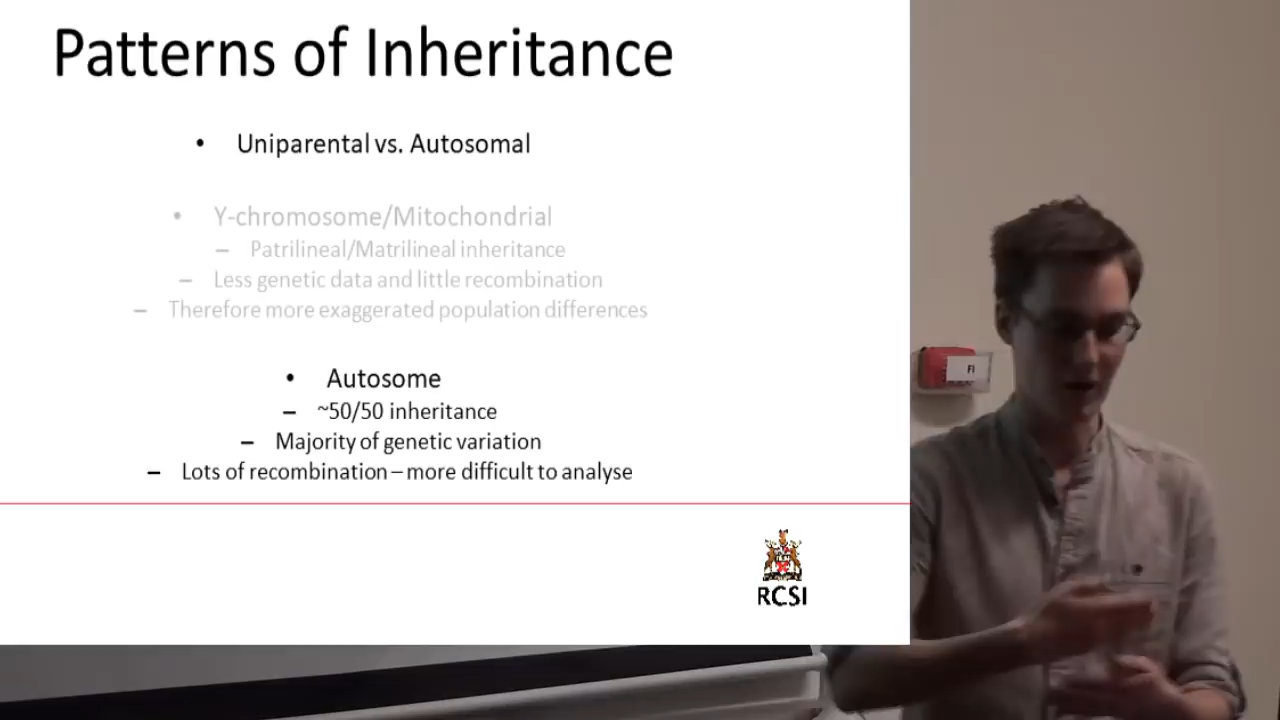 Patterns of Inheritance
• Uniparental vs. Autosomal
• Y-chromosome/Mitochondrial
– Patrilineal/Matrilineal inheritance
– Less genetic data and little recombination
– Therefore more exaggerated population differences
• Autosome
– ~50/50 inheritance
– Majority of genetic variation
– Lots of recombination – more difficult to analyse
RCSI
FI